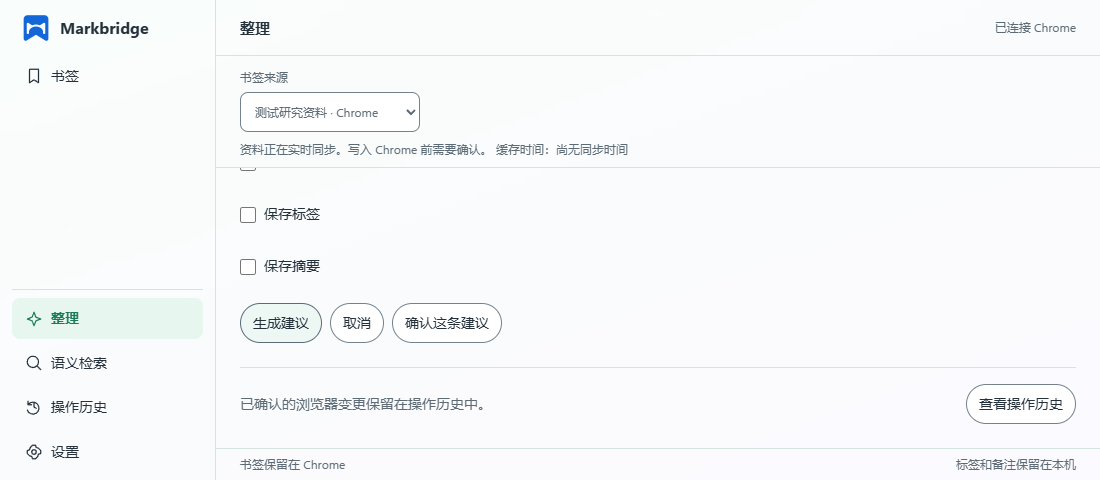 Markbridge
书签
整理
语义检索
操作历史
设置
整理
已连接 Chrome
书签来源
测试研究资料 · Chrome
资料正在实时同步。写入 Chrome 前需要确认。 缓存时间：尚无同步时间
保存标签
保存摘要
生成建议
取消
确认这条建议
已确认的浏览器变更保留在操作历史中。
查看操作历史
书签保留在 Chrome
标签和备注保留在本机